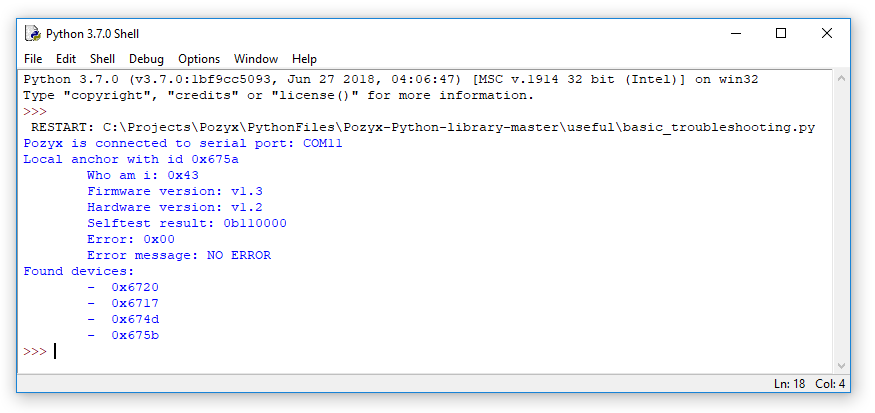 Python 3.7.0 Shell
File Edit Shell Debug Options Window Help
Python 3.7.0 (v3.7.0:1bf9cc5093, Jun 27 2018, 04:06:47) [MSC v.1914 32 bit (Intel)] on win32
Type "copyright", "credits" or "license()" for more information.
>>>
 RESTART: C:\Projects\Pozyx\PythonFiles\Pozyx-Python-library-master\useful\basic_troubleshooting.py
Pozyx is connected to serial port: COM11
Local anchor with id 0x675a
        Who am i: 0x43
        Firmware version: v1.3
        Hardware version: v1.2
        Selftest result: 0b110000
        Error: 0x00
        Error message: NO ERROR
Found devices:
        -  0x6720
        -  0x6717
        -  0x674d
        -  0x675b
>>>
Ln: 18 Col: 4